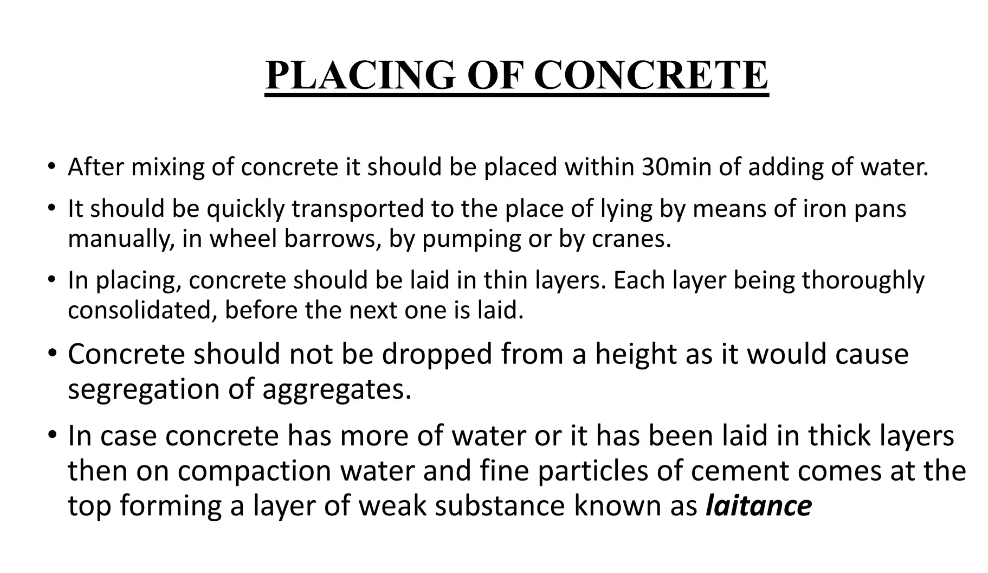 PLACING OF CONCRETE
• After mixing of concrete it should be placed within 30min of adding of water.
• It should be quickly transported to the place of lying by means of iron pans
manually, in wheel barrows, by pumping or by cranes.
• In placing, concrete should be laid in thin layers. Each layer being thoroughly
consolidated, before the next one is laid.
• Concrete should not be dropped from a height as it would cause
segregation of aggregates.
• In case concrete has more of water or it has been laid in thick layers
then on compaction water and fine particles of cement comes at the
top forming a layer of weak substance known as laitance